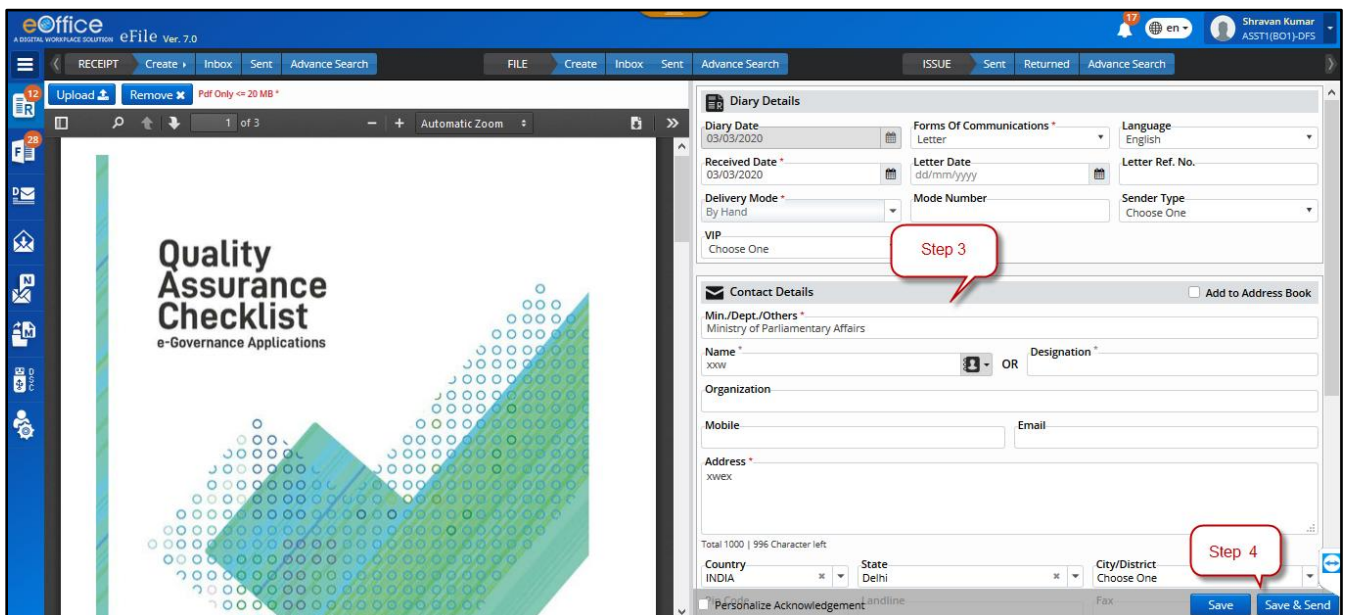 eOffice
A DIGITAL WORKPLACE SOLUTION
eFile Ver. 7.0
17
en
Shravan Kumar
ASST1(BO1)-DFS
RECEIPT Create Inbox Sent Advance Search FILE Create Inbox Sent Advance Search ISSUE Sent Returned Advance Search
12
R
28
F
D
N
DSC
Upload Remove Pdf Only <= 20 MB *
1 of 3 Automatic Zoom
Quality
Assurance
Checklist
e-Governance Applications
Diary Details
Diary Date Forms Of Communications * Language
03/03/2020 Letter English
Received Date * Letter Date Letter Ref. No.
03/03/2020 dd/mm/yyyy
Delivery Mode * Mode Number Sender Type
By Hand Choose One
VIP
Choose One
Step 3
Contact Details Add to Address Book
Min./Dept./Others *
Ministry of Parliamentary Affairs
Name * OR Designation *
xxw
Organization
Mobile Email
Address *
xwex
Total 1000 | 996 Character left
Step 4
Country State City/District
INDIA Delhi Choose One
Pin Code Landline Fax
Personalize Acknowledgement Save Save & Send